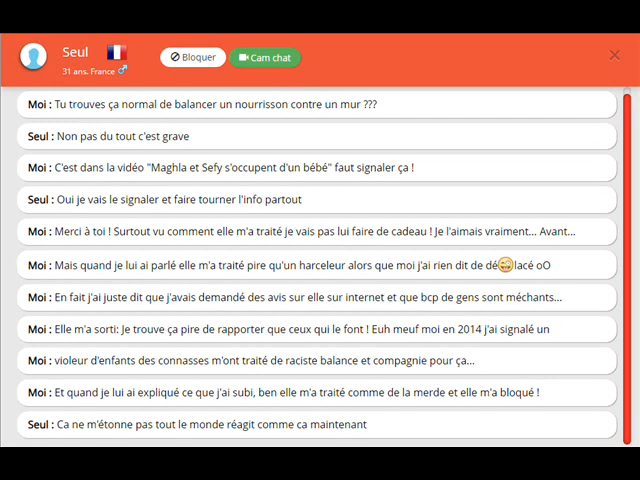 Seul
31 ans. France
Bloquer
Cam chat
Moi : Tu trouves ça normal de balancer un nourrisson contre un mur ???
Seul : Non pas du tout c'est grave
Moi : C'est dans la vidéo "Maghla et Sefy s'occupent d'un bébé" faut signaler ça !
Seul : Oui je vais le signaler et faire tourner l'info partout
Moi : Merci à toi ! Surtout vu comment elle m'a traité je vais pas lui faire de cadeau ! Je l'aimais vraiment... Avant...
Moi : Mais quand je lui ai parlé elle m'a traité pire qu'un harceleur alors que moi j'ai rien dit de dé lacé oO
Moi : En fait j'ai juste dit que j'avais demandé des avis sur elle sur internet et que bcp de gens sont méchants...
Moi : Elle m'a sorti: Je trouve ça pire de rapporter que ceux qui le font ! Euh meuf moi en 2014 j'ai signalé un
Moi : violeur d'enfants des connasses m'ont traité de raciste balance et compagnie pour ça...
Moi : Et quand je lui ai expliqué ce que j'ai subi, ben elle m'a traité comme de la merde et elle m'a bloqué !
Seul : Ca ne m'étonne pas tout le monde réagit comme ca maintenant